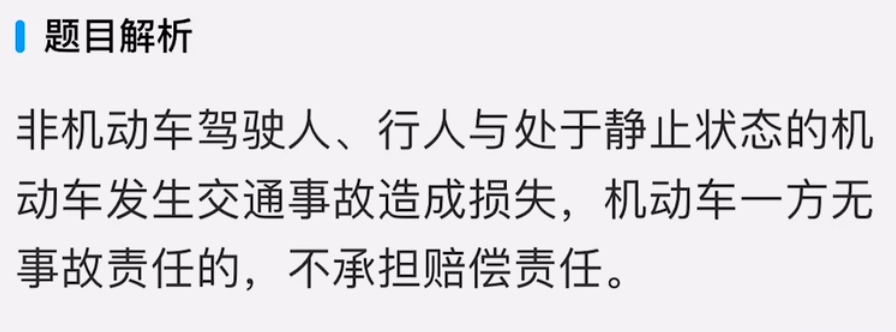 题目解析
非机动车驾驶人、行人与处于静止状态的机
动车发生交通事故造成损失，机动车一方无
事故责任的，不承担赔偿责任。